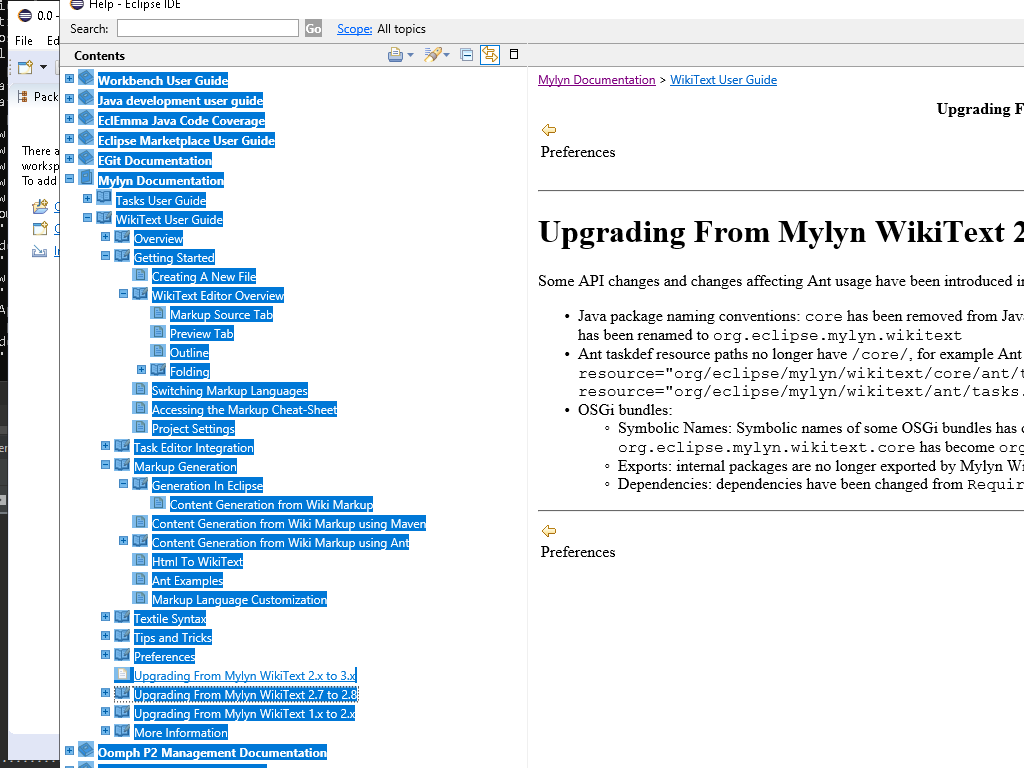 Help - Eclipse IDE
0.0 -
File Ed
Search: Go Scope: All topics
Contents
Pack
There a
worksp
To add
Workbench User Guide
Java development user guide
EclEmma Java Code Coverage
Eclipse Marketplace User Guide
EGit Documentation
Mylyn Documentation
Tasks User Guide
WikiText User Guide
Overview
Getting Started
Creating A New File
WikiText Editor Overview
Markup Source Tab
Preview Tab
Outline
Folding
Switching Markup Languages
Accessing the Markup Cheat-Sheet
Project Settings
Task Editor Integration
Markup Generation
Generation In Eclipse
Content Generation from Wiki Markup
Content Generation from Wiki Markup using Maven
Content Generation from Wiki Markup using Ant
Html To WikiText
Ant Examples
Markup Language Customization
Textile Syntax
Tips and Tricks
Preferences
Upgrading From Mylyn WikiText 2.x to 3.x
Upgrading From Mylyn WikiText 2.7 to 2.8
Upgrading From Mylyn WikiText 1.x to 2.x
More Information
Oomph P2 Management Documentation
Mylyn Documentation > WikiText User Guide
Upgrading F
Preferences
Upgrading From Mylyn WikiText 2
Some API changes and changes affecting Ant usage have been introduced in
• Java package naming conventions: core has been removed from Java
has been renamed to org.eclipse.mylyn.wikitext
• Ant taskdef resource paths no longer have /core/, for example Ant
resource="org/eclipse/mylyn/wikitext/core/ant/t
resource="org/eclipse/mylyn/wikitext/ant/tasks.
• OSGi bundles:
◦ Symbolic Names: Symbolic names of some OSGi bundles has c
org.eclipse.mylyn.wikitext.core has become org
◦ Exports: internal packages are no longer exported by Mylyn Wi
◦ Dependencies: dependencies have been changed from Requir
Preferences